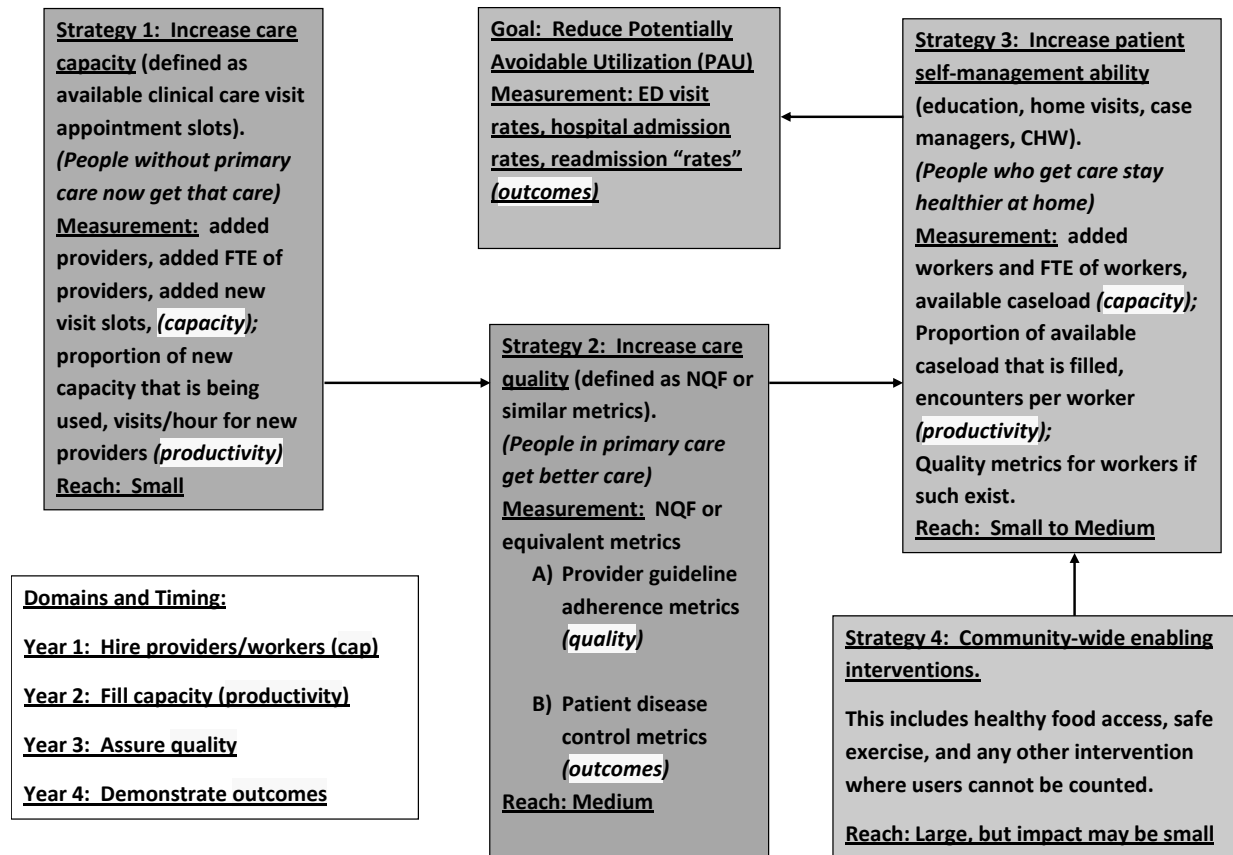 Strategy 1: Increase care
capacity (defined as
available clinical care visit
appointment slots).
(People without primary
care now get that care)
Measurement: added
providers, added FTE of
providers, added new
visit slots, (capacity);
proportion of new
capacity that is being
used, visits/hour for new
providers (productivity)
Reach: Small
Goal: Reduce Potentially
Avoidable Utilization (PAU)
Measurement: ED visit
rates, hospital admission
rates, readmission “rates”
(outcomes)
Strategy 3: Increase patient
self-management ability
(education, home visits, case
managers, CHW).
(People who get care stay
healthier at home)
Measurement: added
workers and FTE of workers,
available caseload (capacity);
Proportion of available
caseload that is filled,
encounters per worker
(productivity);
Quality metrics for workers if
such exist.
Reach: Small to Medium
Strategy 2: Increase care
quality (defined as NQF or
similar metrics).
(People in primary care
get better care)
Measurement: NQF or
equivalent metrics
A) Provider guideline
adherence metrics
(quality)
B) Patient disease
control metrics
(outcomes)
Reach: Medium
Domains and Timing:
Year 1: Hire providers/workers (cap)
Year 2: Fill capacity (productivity)
Year 3: Assure quality
Year 4: Demonstrate outcomes
Strategy 4: Community-wide enabling
interventions.
This includes healthy food access, safe
exercise, and any other intervention
where users cannot be counted.
Reach: Large, but impact may be small